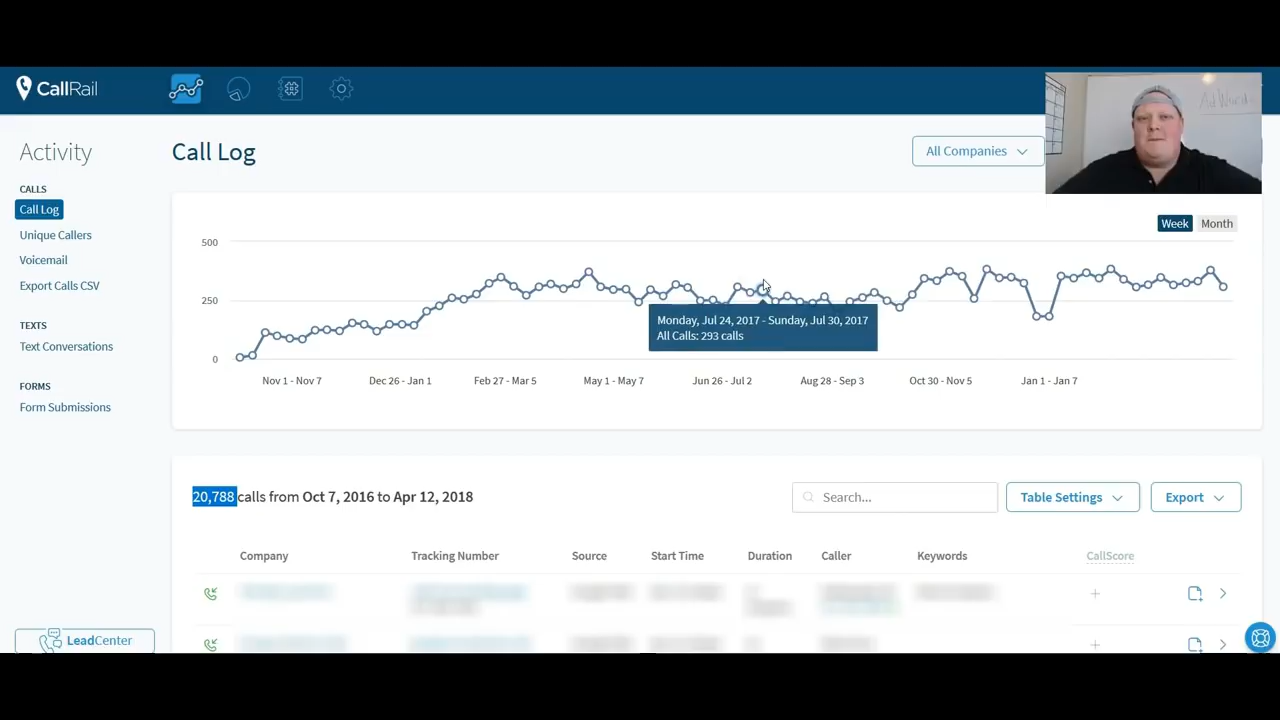 CallRail
AdWords
Activity
Call Log
All Companies
CALLS
Call Log
Unique Callers
Voicemail
Export Calls CSV
TEXTS
Text Conversations
FORMS
Form Submissions
LeadCenter
Week Month
500
250
0
Monday, Jul 24, 2017 - Sunday, Jul 30, 2017
All Calls: 293 calls
Nov 1 - Nov 7 Dec 26 - Jan 1 Feb 27 - Mar 5 May 1 - May 7 Jun 26 - Jul 2 Aug 28 - Sep 3 Oct 30 - Nov 5 Jan 1 - Jan 7
20,788 calls from Oct 7, 2016 to Apr 12, 2018
Search... Table Settings Export
Company Tracking Number Source Start Time Duration Caller Keywords CallScore